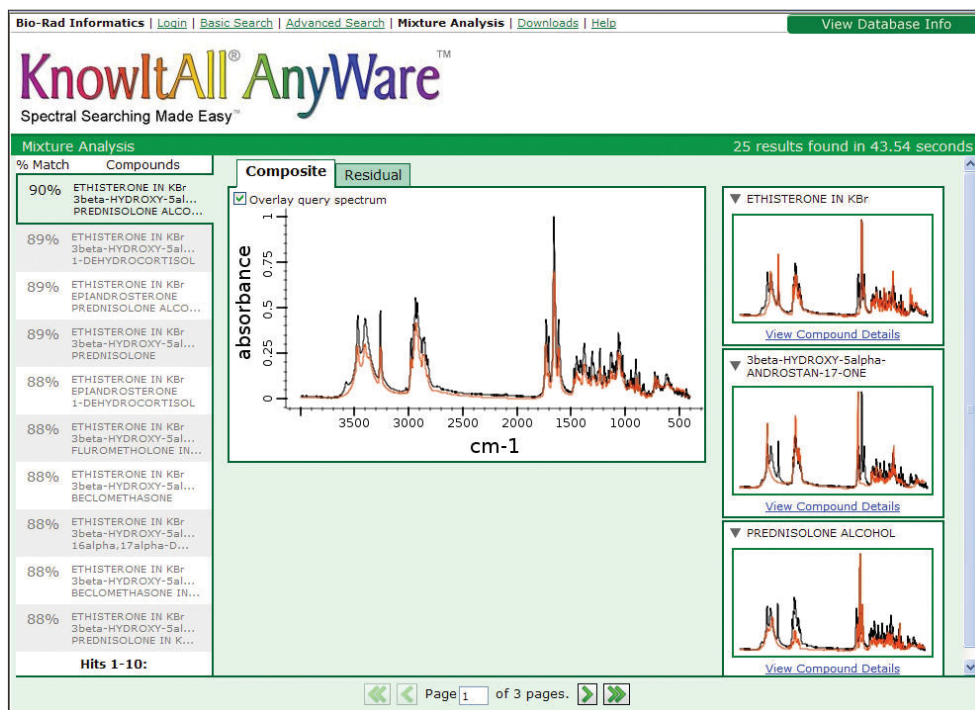 Bio-Rad Informatics | Login | Basic Search | Advanced Search | Mixture Analysis | Downloads | Help
View Database Info
KnowItAll® AnyWare™
Spectral Searching Made Easy™
Mixture Analysis
25 results found in 43.54 seconds
% Match Compounds
90%
ETHISTERONE IN KBr
3beta-HYDROXY-5al...
PREDNISOLONE ALCO...
89%
ETHISTERONE IN KBr
3beta-HYDROXY-5al...
1-DEHYDROCORTISOL
89%
ETHISTERONE IN KBr
EPIANDROSTERONE
PREDNISOLONE ALCO...
89%
ETHISTERONE IN KBr
3beta-HYDROXY-5al...
PREDNISOLONE
88%
ETHISTERONE IN KBr
EPIANDROSTERONE
1-DEHYDROCORTISOL
88%
ETHISTERONE IN KBr
3beta-HYDROXY-5al...
FLUROMETHOLONE IN...
88%
ETHISTERONE IN KBr
3beta-HYDROXY-5al...
BECLOMETHASONE
88%
ETHISTERONE IN KBr
3beta-HYDROXY-5al...
16alpha,17alpha-D...
88%
ETHISTERONE IN KBr
3beta-HYDROXY-5al...
BECLOMETHASONE IN...
88%
ETHISTERONE IN KBr
3beta-HYDROXY-5al...
PREDNISOLONE IN K...
Hits 1-10:
Composite
Residual
Overlay query spectrum
absorbance
1
0.75
0.5
0.25
0
3500 3000 2500 2000 1500 1000 500
cm-1
ETHISTERONE IN KBr
View Compound Details
3beta-HYDROXY-5alpha-
ANDROSTAN-17-ONE
View Compound Details
PREDNISOLONE ALCOHOL
View Compound Details
Page 1 of 3 pages.